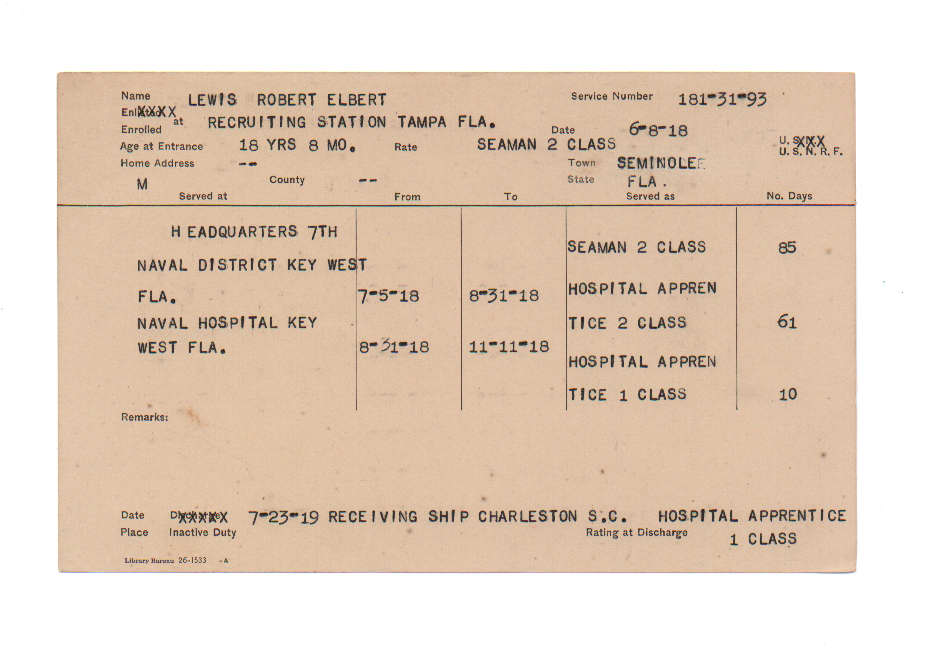 Name LEWIS ROBERT ELBERT Service Number 181-31-93
Enlisted XXXX
Enrolled at RECRUITING STATION TAMPA FLA. Date 6-8-18
Age at Entrance 18 YRS 8 MO. Rate SEAMAN 2 CLASS U. S. N. XXX
U. S. N. R. F.
Home Address -- Town SEMINOLE
M County -- State FLA.
Served at From To Served as No. Days
HEADQUARTERS 7TH
SEAMAN 2 CLASS 85
NAVAL DISTRICT KEY WEST
FLA. 7-5-18 8-31-18 HOSPITAL APPREN
NAVAL HOSPITAL KEY TICE 2 CLASS 61
WEST FLA. 8-31-18 11-11-18
HOSPITAL APPREN
TICE 1 CLASS 10
Remarks:
Date Discharge XXXXX 7-23-19 RECEIVING SHIP CHARLESTON S.C. HOSPITAL APPRENTICE
Place Inactive Duty Rating at Discharge 1 CLASS
Library Bureau 26-1533 -A